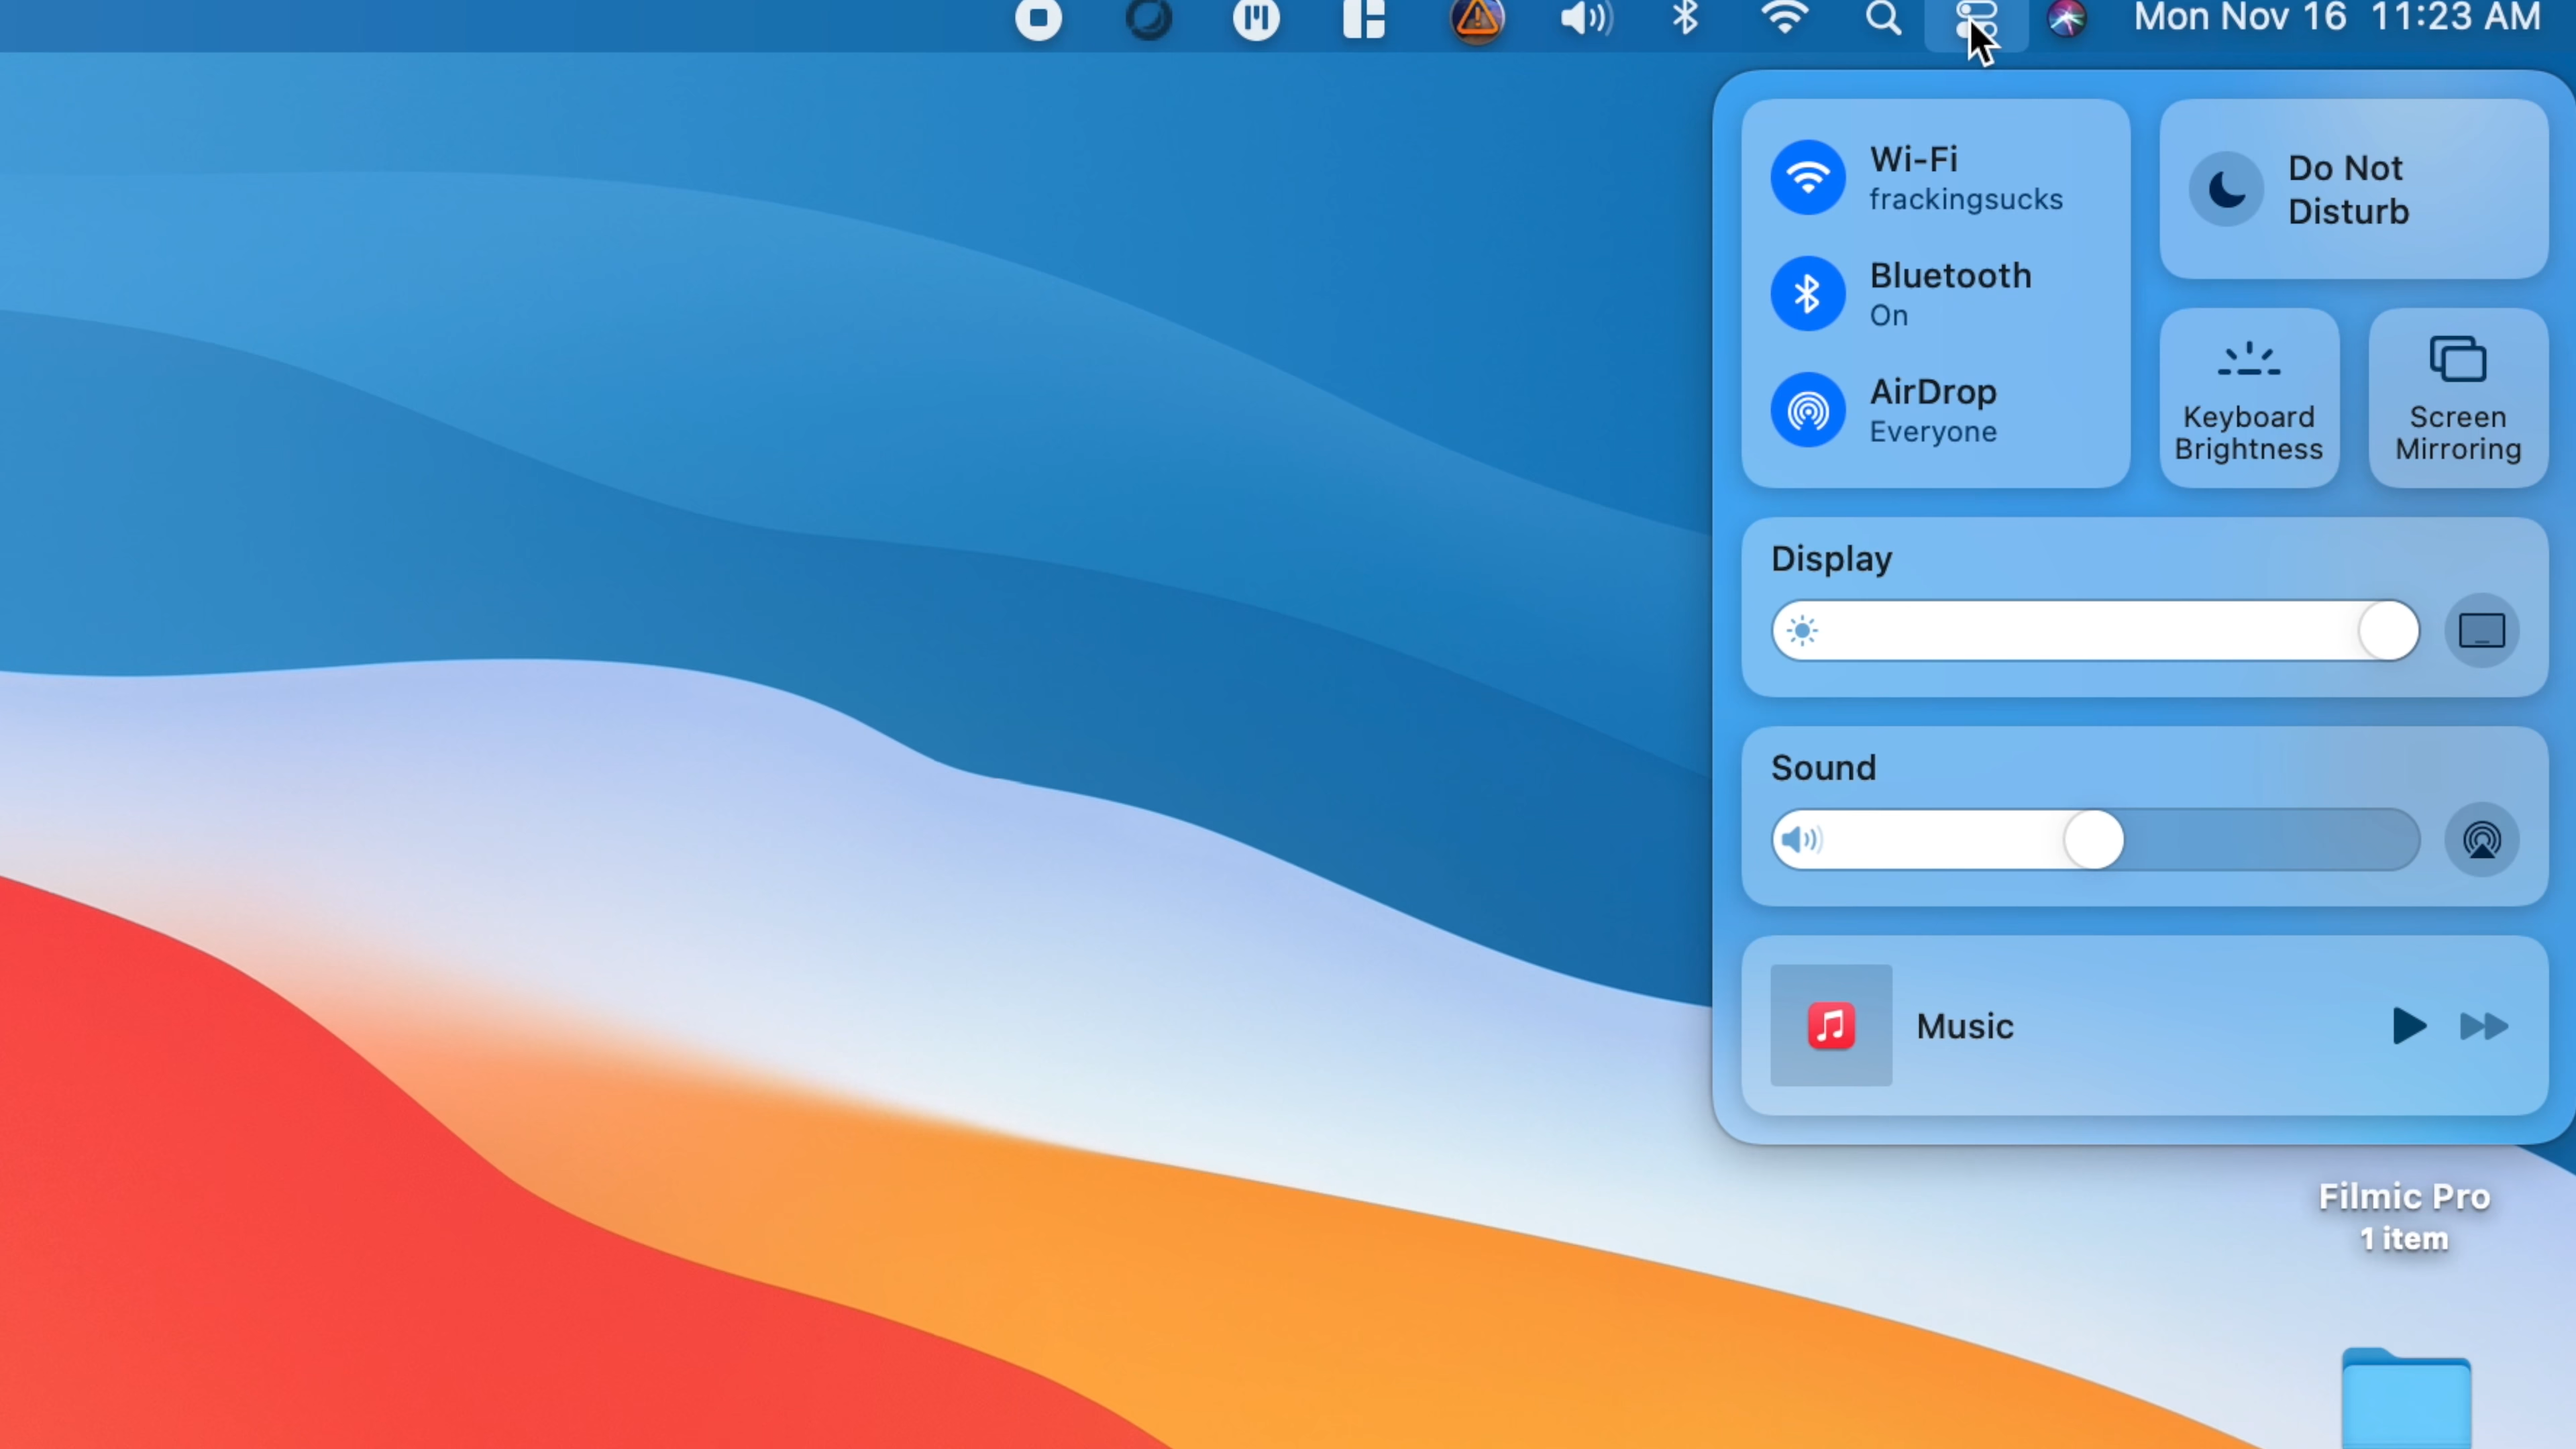 Mon Nov 16 11:23 AM
Wi-Fi
frackingsucks
Bluetooth
On
AirDrop
Everyone
Do Not
Disturb
Keyboard
Brightness
Screen
Mirroring
Display
Sound
Music
Filmic Pro
1 item